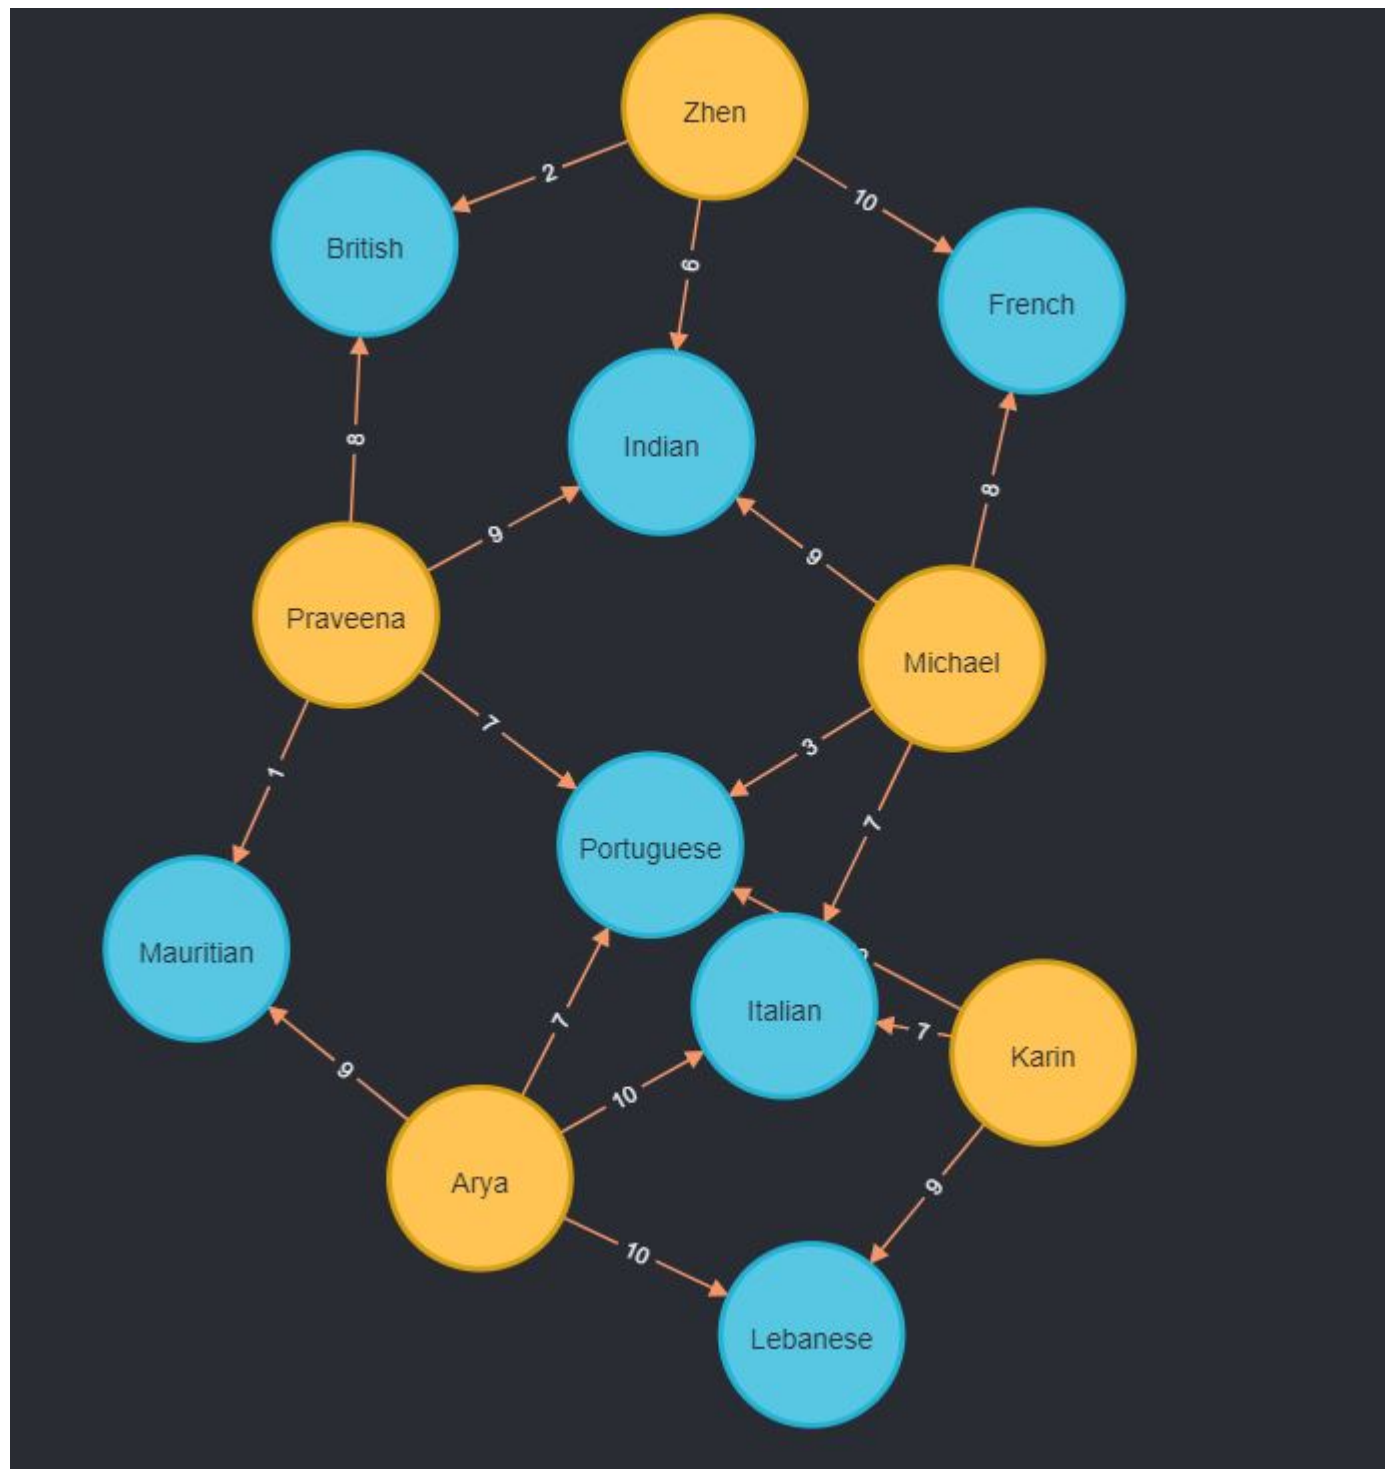 Zhen
2
10
British
6
French
Indian
8
8
9
9
Praveena
Michael
7
3
1
7
Portuguese
Mauritian
Italian
7
7
Karin
9
10
Arya
9
10
Lebanese